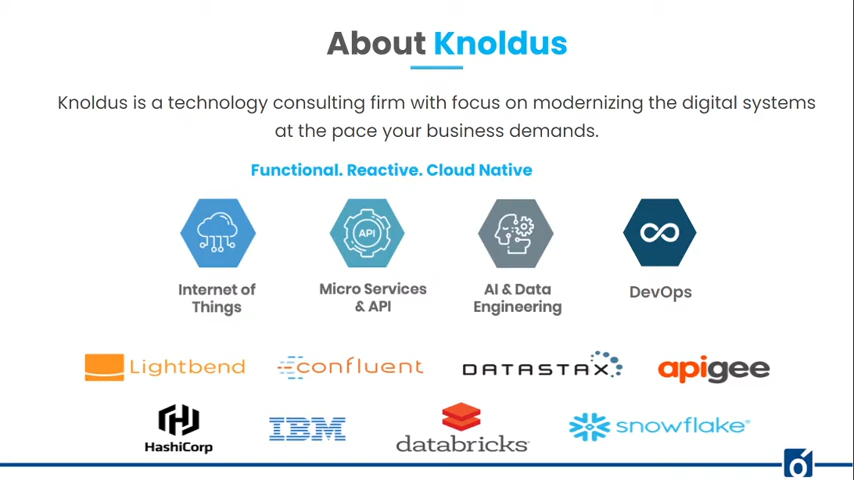 About Knoldus
Knoldus is a technology consulting firm with focus on modernizing the digital systems
at the pace your business demands.
Functional. Reactive. Cloud Native
API
Internet of
Things
Micro Services
& API
AI & Data
Engineering
DevOps
Lightbend
confluent
DATASTAX
apigee
HashiCorp
IBM
databricks
snowflake®